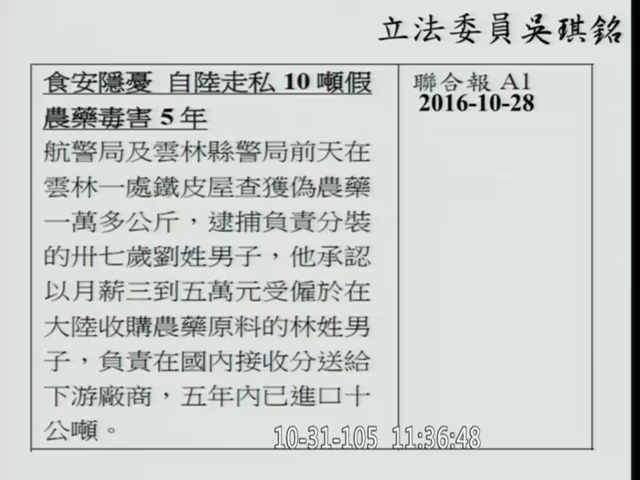 立法委員吳琪銘
食安隱憂 自陸走私10噸假
農藥毒害5年
航警局及雲林縣警局前天在
雲林一處鐵皮屋查獲偽農藥
一萬多公斤，逮捕負責分裝
的卅七歲劉姓男子，他承認
以月薪三到五萬元受僱於在
大陸收購農藥原料的林姓男
子，負責在國內接收分送給
下游廠商，五年內已進口十
公噸。
聯合報 A1
2016-10-28
10-31-105 11:36:48